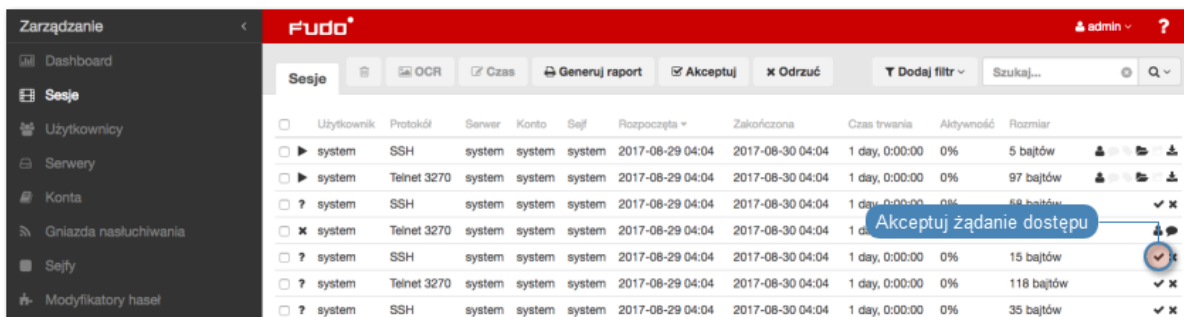 Zarządzanie
Fudo
admin
?
Dashboard
Sesje
Użytkownicy
Serwery
Konta
Gniazda nasłuchiwania
Sejfy
Modyfikatory haseł
Sesje OCR Czas Generuj raport Akceptuj Odrzuć Dodaj filtr Szukaj...
Użytkownik Protokół Serwer Konto Sejf Rozpoczęta Zakończona Czas trwania Aktywność Rozmiar
system SSH system system system 2017-08-29 04:04 2017-08-30 04:04 1 day, 0:00:00 0% 5 bajtów
system Telnet 3270 system system system 2017-08-29 04:04 2017-08-30 04:04 1 day, 0:00:00 0% 97 bajtów
? system SSH system system system 2017-08-29 04:04 2017-08-30 04:04 1 day, 0:00:00 0% 58 bajtów
system Telnet 3270 system system system 2017-08-29 04:04 2017-08-30 04:04
Akceptuj żądanie dostępu
? system SSH system system system 2017-08-29 04:04 2017-08-30 04:04 1 day, 0:00:00 0% 15 bajtów
? system Telnet 3270 system system system 2017-08-29 04:04 2017-08-30 04:04 1 day, 0:00:00 0% 118 bajtów
? system SSH system system system 2017-08-29 04:04 2017-08-30 04:04 1 day, 0:00:00 0% 35 bajtów